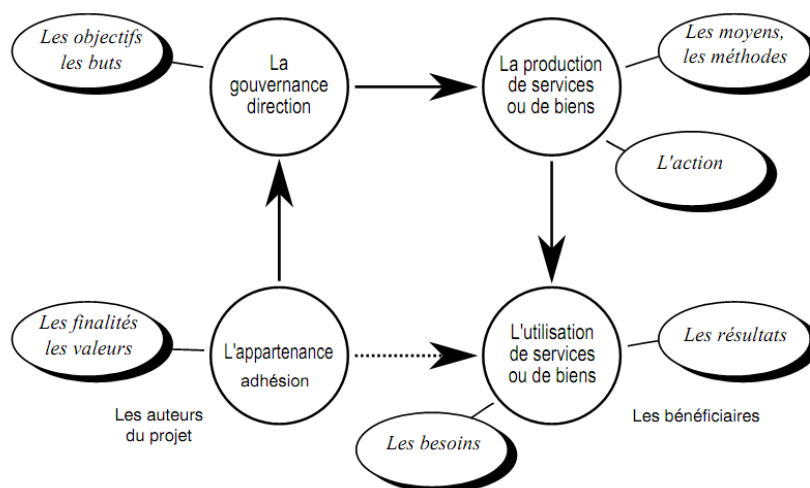 Les objectifs
les buts
La
gouvernance
direction
La production
de services
ou de biens
Les moyens,
les méthodes
L'action
Les finalités
les valeurs
L'appartenance
adhésion
L'utilisation
de services
ou de biens
Les résultats
Les auteurs
du projet
Les besoins
Les bénéficiaires